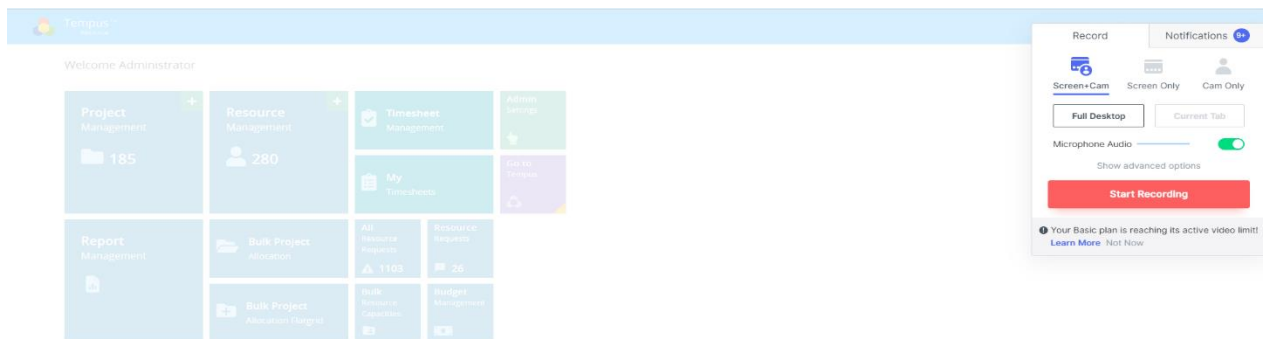 Tempus
Welcome Administrator
Project
Management
185
Resource
Management
280
Timesheet
Management
My
Timesheets
Admin
Settings
Go to
Tempus
Report
Management
Bulk Project
Allocation
Bulk Project
Allocation
All
Resource
Requests
1103
Resource
Requests
26
Bulk
Resource
Capacities
Budget
Management
Record
Notifications 9+
Screen+Cam Screen Only Cam Only
Full Desktop Current Tab
Microphone Audio
Show advanced options
Start Recording
Your Basic plan is reaching its active video limit!
Learn More Not Now